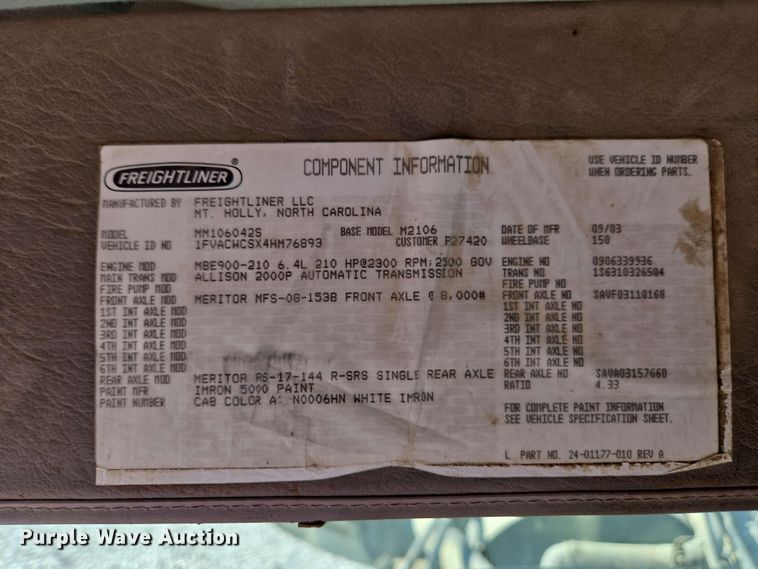 FREIGHTLINER ®
COMPONENT INFORMATION
USE VEHICLE ID NUMBER
WHEN ORDERING PARTS.
MANUFACTURED BY FREIGHTLINER LLC
MT. HOLLY, NORTH CAROLINA
MODEL MM106042S BASE MODEL M2106 DATE OF MFR 09/03
VEHICLE ID NO 1FVACWCSX4HM76893 CUSTOMER P27420 WHEELBASE 150
ENGINE MOD MBE900-210 6.4L 210 HP@2300 RPM; 2500 GOV ENGINE NO 0906339936
MAIN TRANS MOD ALLISON 2000P AUTOMATIC TRANSMISSION TRANS NO 1S6310326504
FIRE PUMP MOD FIRE PUMP NO
FRONT AXLE MOD MERITOR MFS-08-153B FRONT AXLE @ 8,000# FRONT AXLE NO SAVF03110168
1ST INT AXLE MOD 1ST INT AXLE NO
2ND INT AXLE MOD 2ND INT AXLE NO
3RD INT AXLE MOD 3RD INT AXLE NO
4TH INT AXLE MOD 4TH INT AXLE NO
5TH INT AXLE MOD 5TH INT AXLE NO
6TH INT AXLE MOD 6TH INT AXLE NO
REAR AXLE MOD MERITOR RS-17-144 R-SRS SINGLE REAR AXLE REAR AXLE NO SAVA03157660
PAINT MFR IMRON 5000 PAINT RATIO 4.33
PAINT NUMBER CAB COLOR A: N0006HN WHITE IMRON
FOR COMPLETE PAINT INFORMATION
SEE VEHICLE SPECIFICATION SHEET.
L PART NO. 24-01177-010 REV A
Purple Wave Auction